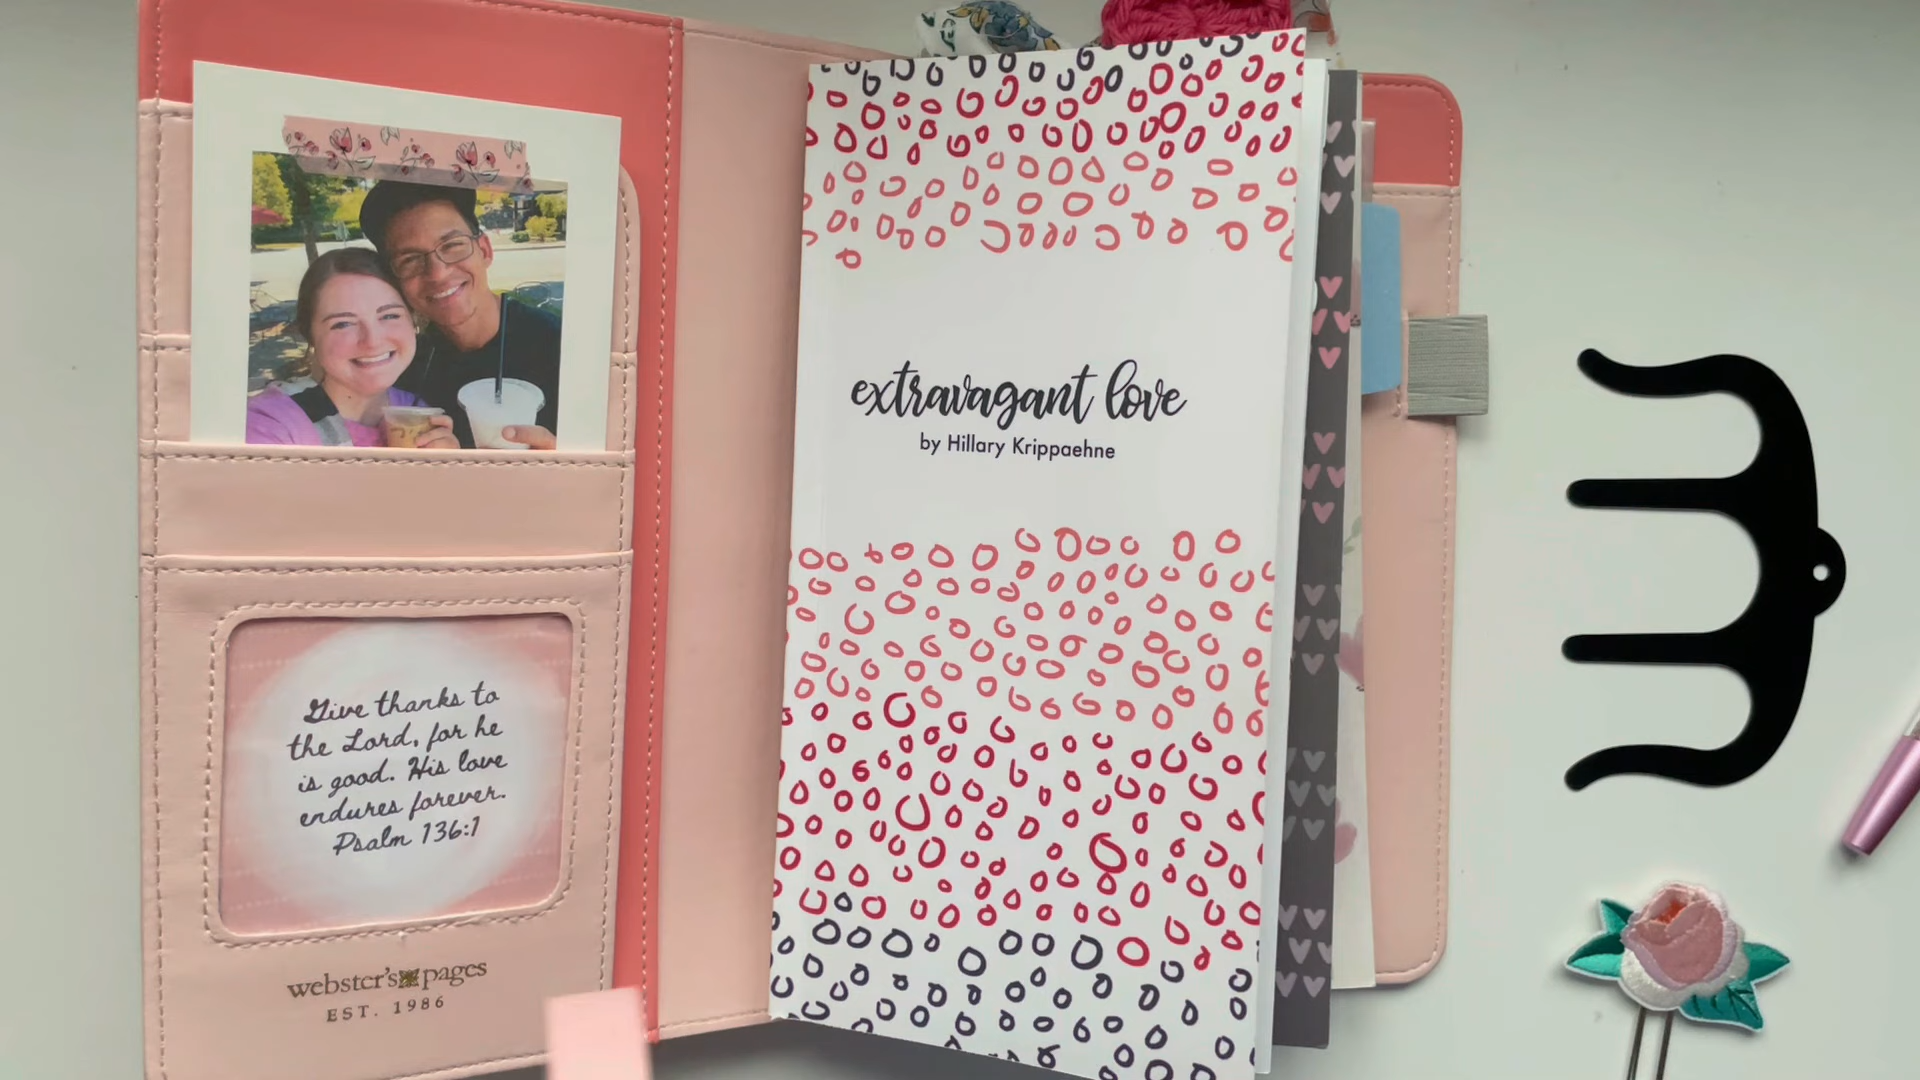 Give thanks to
the Lord, for he
is good. His love
endures forever.
Psalm 136:1
webster's pages
EST. 1986
extravagant love
by Hillary Krippaehne